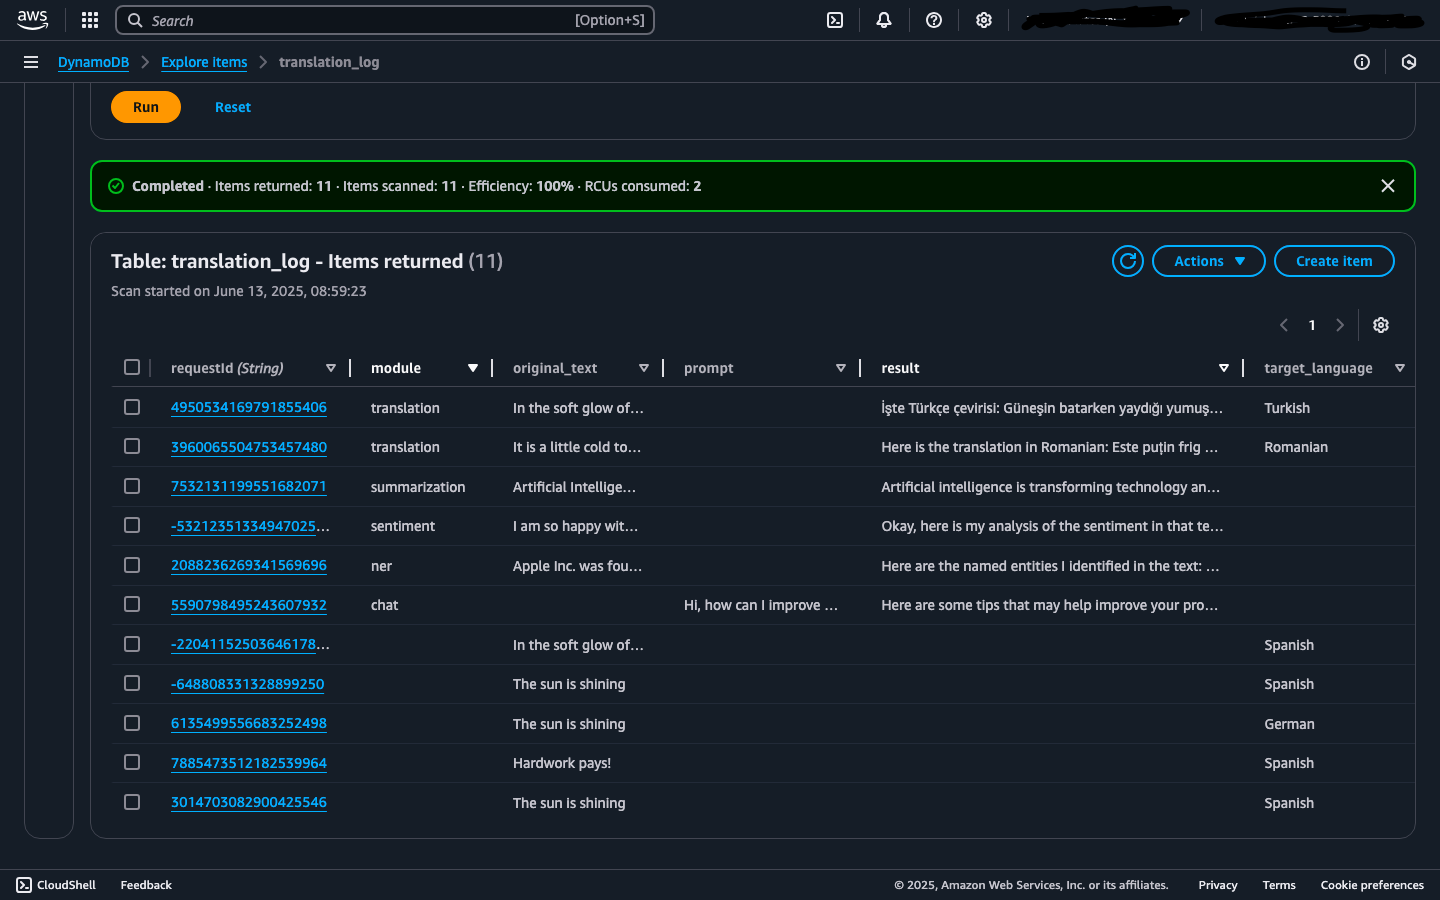 aws
Search [Option+S]
DynamoDB Explore items translation_log
Run Reset
Completed · Items returned: 11 · Items scanned: 11 · Efficiency: 100% · RCUs consumed: 2
Table: translation_log - Items returned (11)
Actions Create item
Scan started on June 13, 2025, 08:59:23
1
requestId (String) module original_text prompt result target_language
4950534169791855406 translation In the soft glow of… İşte Türkçe çevirisi: Güneşin batarken yaydığı yumuş… Turkish
3960065504753457480 translation It is a little cold to… Here is the translation in Romanian: Este puțin frig … Romanian
7532131199551682071 summarization Artificial Intellige… Artificial intelligence is transforming technology an…
-53212351334947025… sentiment I am so happy wit… Okay, here is my analysis of the sentiment in that te…
2088236269341569696 ner Apple Inc. was fou… Here are the named entities I identified in the text: …
5590798495243607932 chat Hi, how can I improve … Here are some tips that may help improve your pro…
-22041152503646178… In the soft glow of… Spanish
-648808331328899250 The sun is shining Spanish
6135499556683252498 The sun is shining German
7885473512182539964 Hardwork pays! Spanish
3014703082900425546 The sun is shining Spanish
CloudShell Feedback © 2025, Amazon Web Services, Inc. or its affiliates. Privacy Terms Cookie preferences